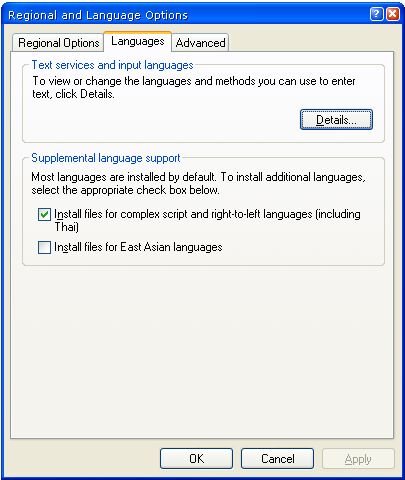 Regional and Language Options
Regional Options Languages Advanced
Text services and input languages
To view or change the languages and methods you can use to enter
text, click Details.
Details...
Supplemental language support
Most languages are installed by default. To install additional languages,
select the appropriate check box below.
Install files for complex script and right-to-left languages (including
Thai)
Install files for East Asian languages
OK Cancel Apply